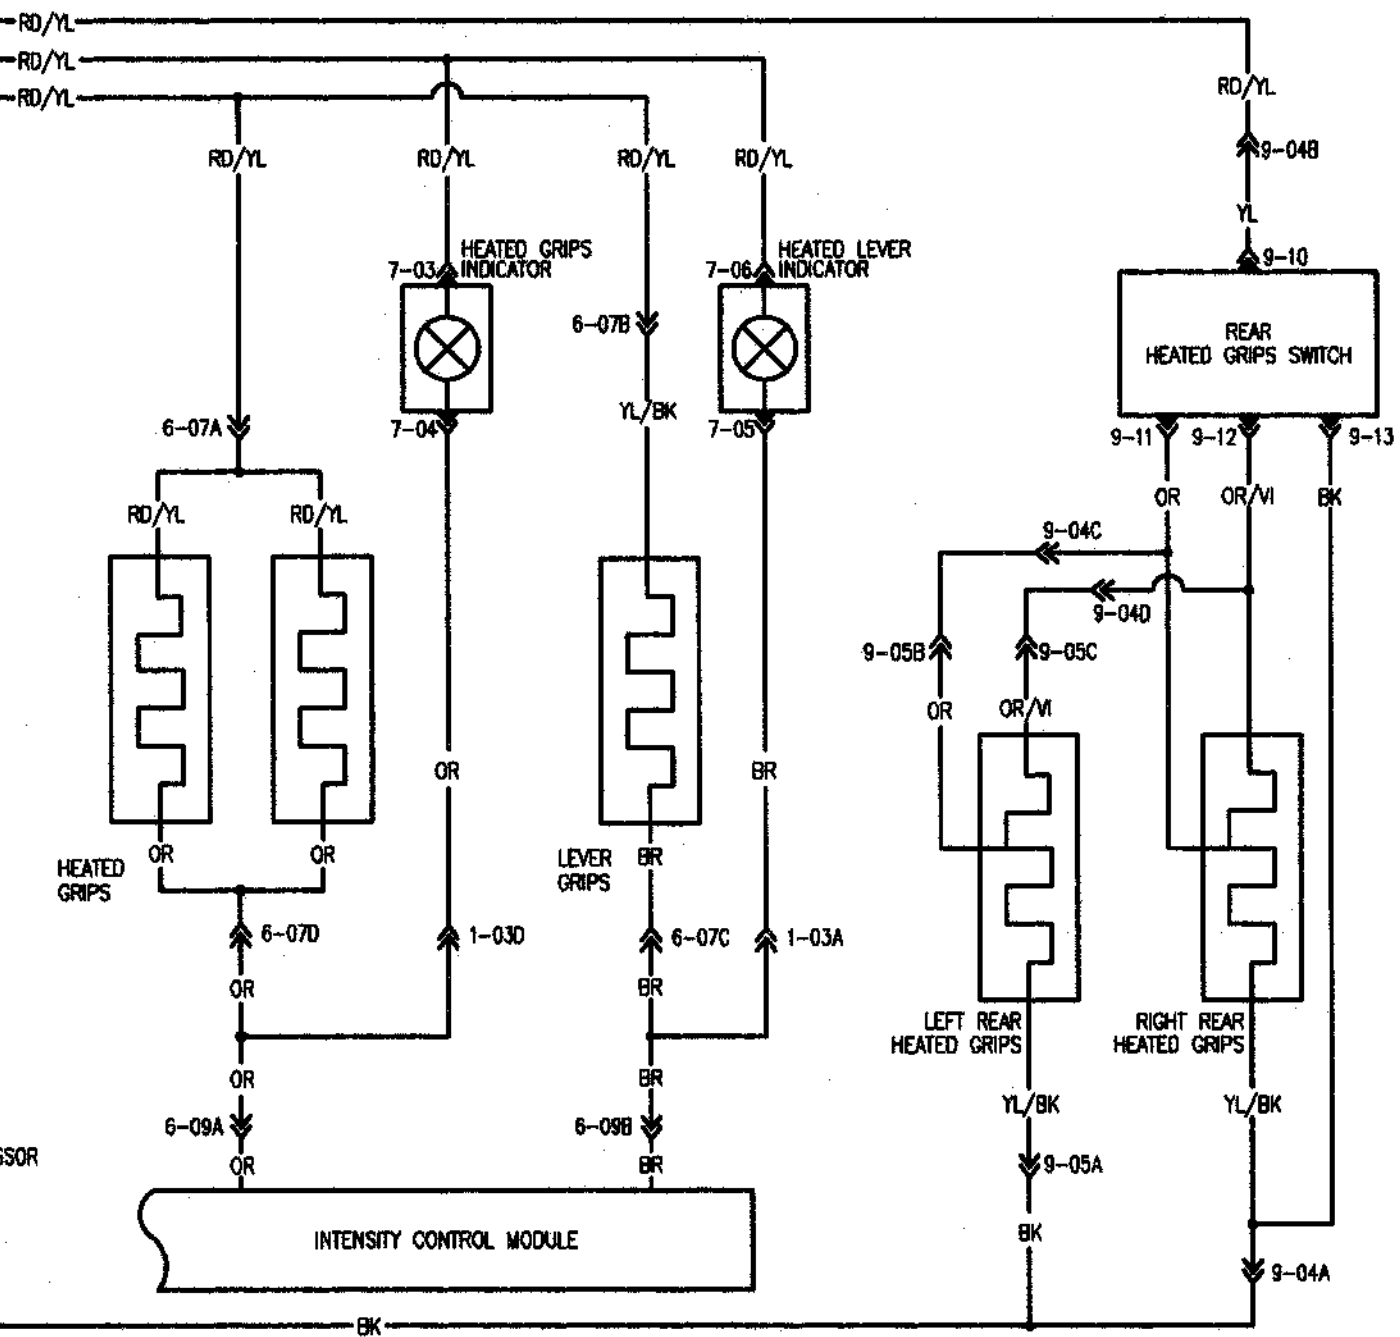 RD/YL
RD/YL
RD/YL
RD/YL
9-04B
RD/YL
RD/YL
RD/YL
RD/YL
YL
HEATED GRIPS
INDICATOR
7-03
HEATED LEVER
INDICATOR
7-06
9-10
6-07B
REAR
HEATED GRIPS SWITCH
YL/BK
6-07A
7-04
7-05
9-11
9-12
9-13
OR
OR/VI
BK
RD/YL
RD/YL
9-04C
9-04D
9-05B
9-05C
OR
OR/VI
OR
BR
OR
OR
HEATED
GRIPS
LEVER
GRIPS
BR
6-07D
1-03D
6-07C
1-03A
OR
BR
LEFT REAR
HEATED GRIPS
RIGHT REAR
HEATED GRIPS
OR
BR
YL/BK
YL/BK
6-09A
6-09B
SSOR
OR
BR
9-05A
INTENSITY CONTROL MODULE
BK
9-04A
BK